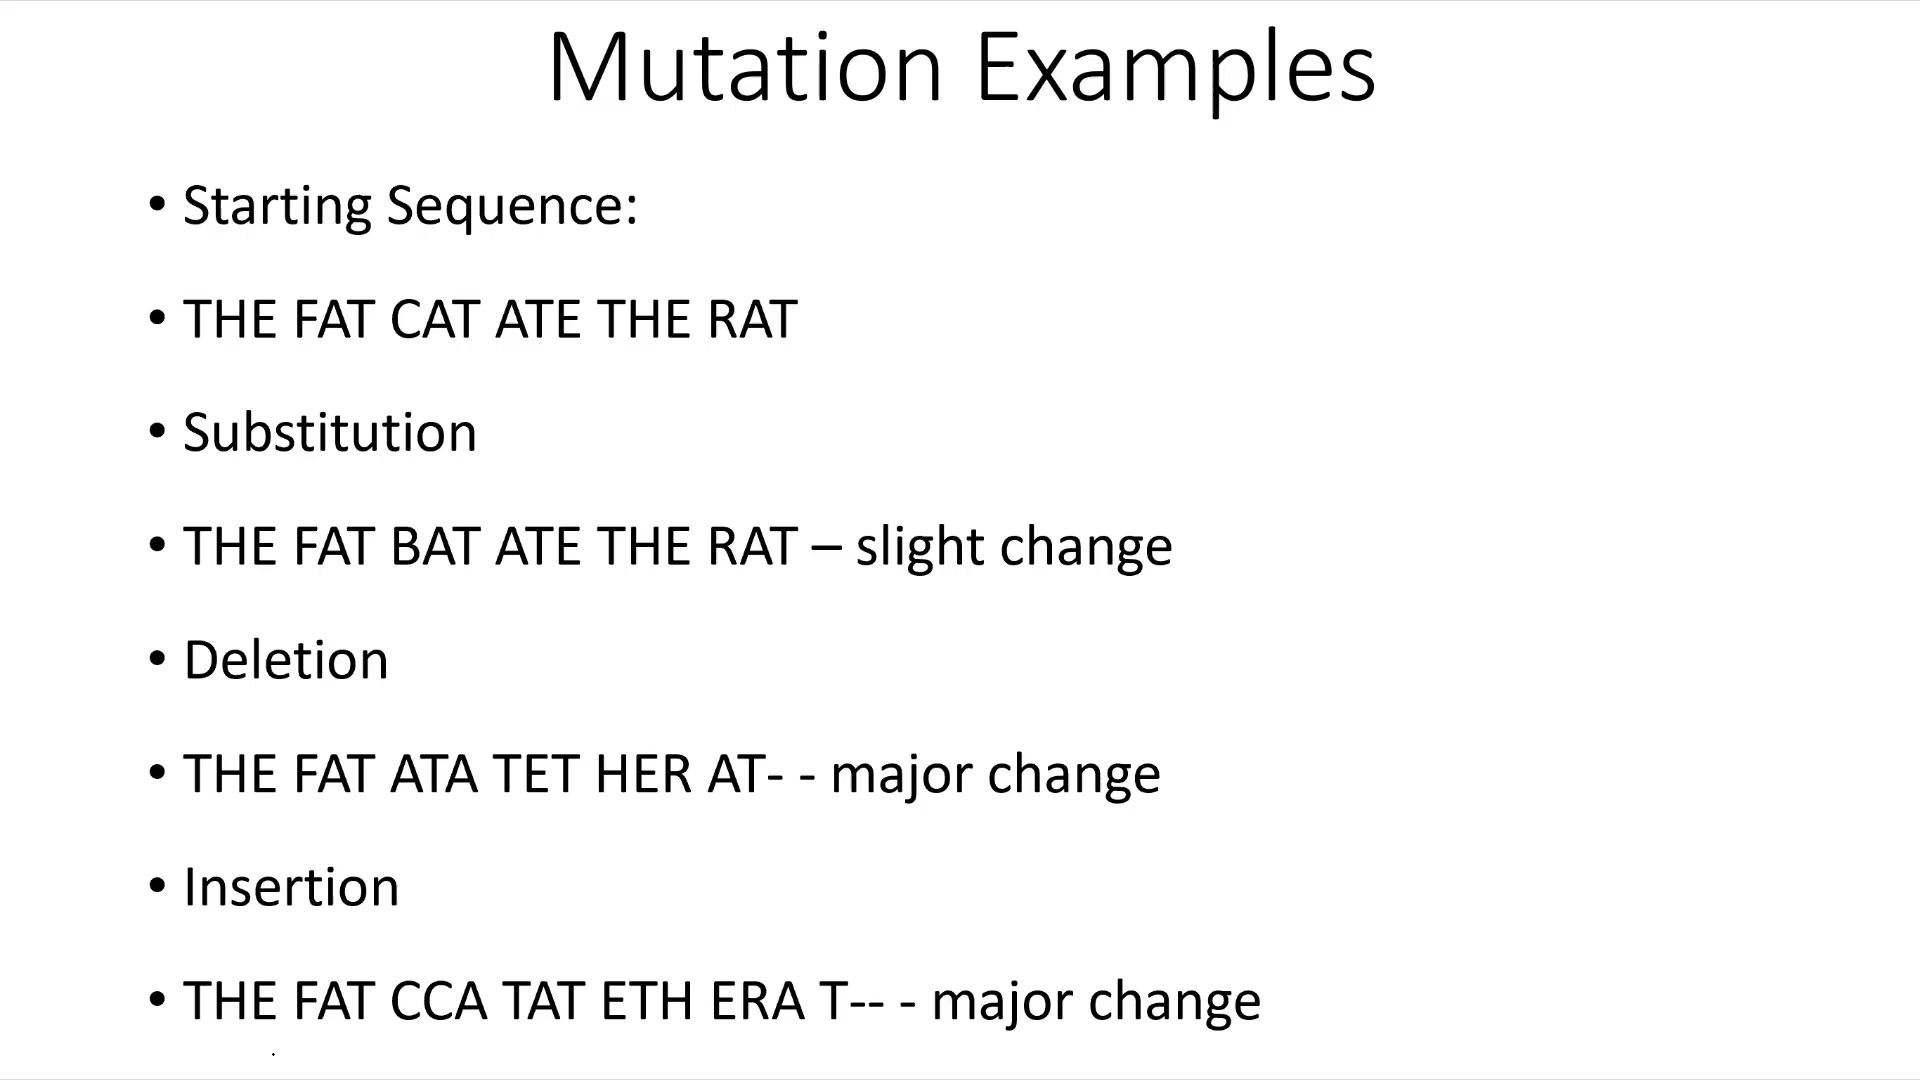 Mutation Examples
• Starting Sequence:
• THE FAT CAT ATE THE RAT
• Substitution
• THE FAT BAT ATE THE RAT – slight change
• Deletion
• THE FAT ATA TET HER AT- - major change
• Insertion
• THE FAT CCA TAT ETH ERA T-- - major change